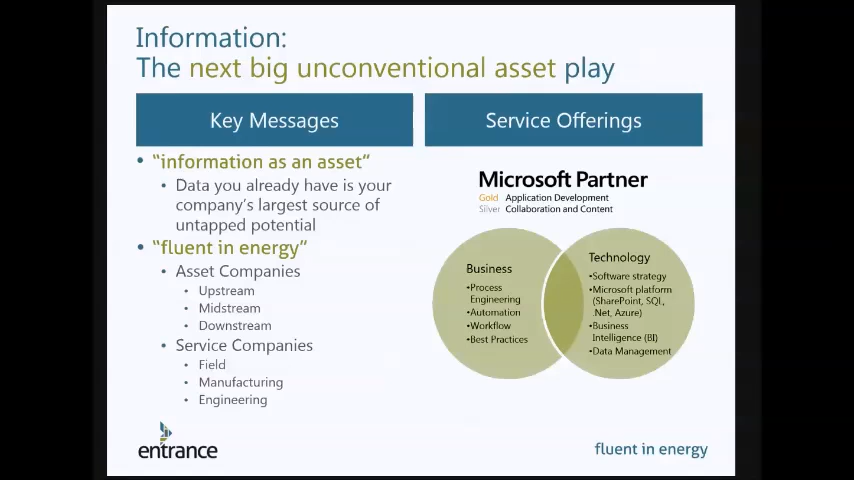 Information:
The next big unconventional asset play
Key Messages
• "information as an asset"
• Data you already have is your
company's largest source of
untapped potential
• "fluent in energy"
• Asset Companies
• Upstream
• Midstream
• Downstream
• Service Companies
• Field
• Manufacturing
• Engineering
Service Offerings
Microsoft Partner
Gold Application Development
Silver Collaboration and Content
Business
•Process
Engineering
•Automation
•Workflow
•Best Practices
Technology
•Software strategy
•Microsoft platform
(SharePoint, SQL,
.Net, Azure)
•Business
Intelligence (BI)
•Data Management
entrance
fluent in energy